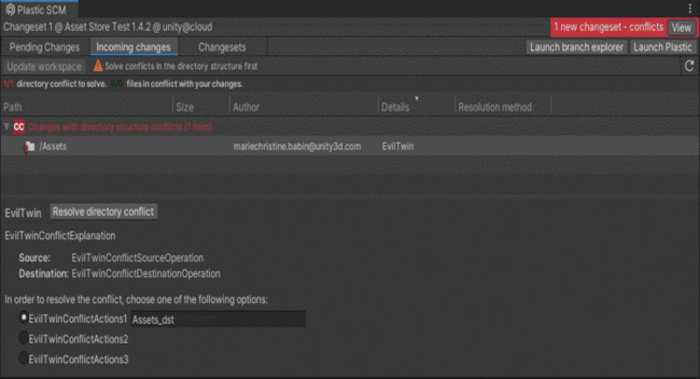 Plastic SCM
Changeset 1 @ Asset Store Test 1.4.2 @ unity@cloud
1 new changeset - conflicts View
Pending Changes Incoming changes Changesets Launch branch explorer Launch Plastic
Update workspace Solve conflicts in the directory structure first
1/1 directory conflict to solve. 0/0 files in conflict with your changes.
Path Size Author Details Resolution method
CC Changes with directory structure conflicts (1 item)
/Assets mariechristine.babin@unity3d.com EvilTwin
EvilTwin Resolve directory conflict
EvilTwinConflictExplanation
Source: EvilTwinConflictSourceOperation
Destination: EvilTwinConflictDestinationOperation
In order to resolve the conflict, choose one of the following options:
EvilTwinConflictActions1 Assets_dst
EvilTwinConflictActions2
EvilTwinConflictActions3